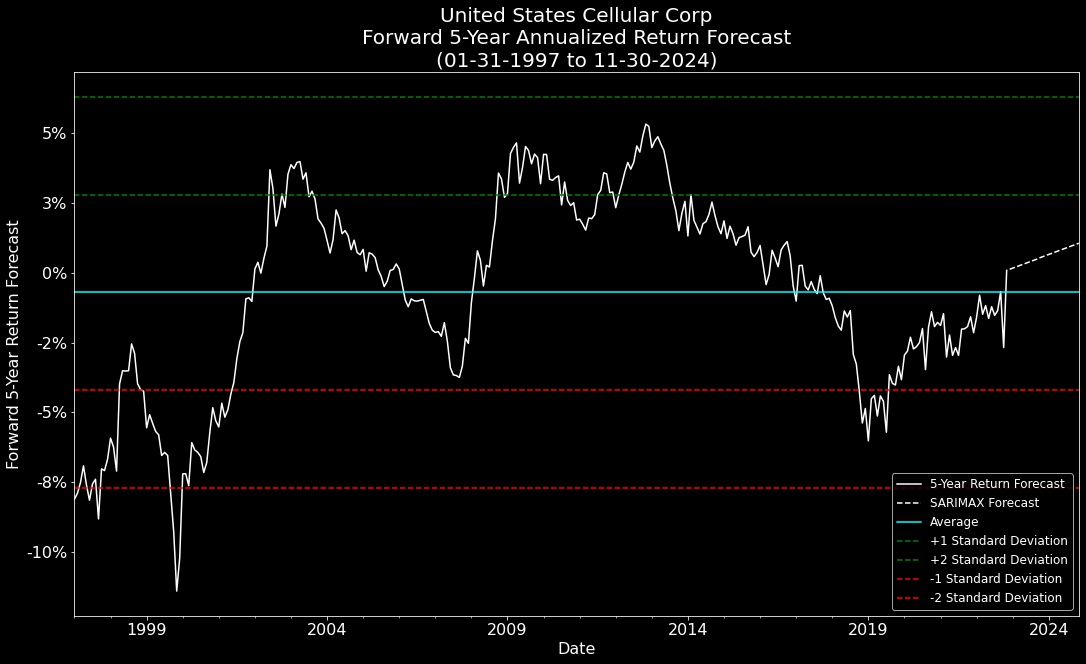 United States Cellular Corp
Forward 5-Year Annualized Return Forecast
(01-31-1997 to 11-30-2024)
Forward 5-Year Return Forecast
5%
3%
0%
-2%
-5%
-8%
-10%
5-Year Return Forecast
SARIMAX Forecast
Average
+1 Standard Deviation
+2 Standard Deviation
-1 Standard Deviation
-2 Standard Deviation
1999 2004 2009 2014 2019 2024
Date